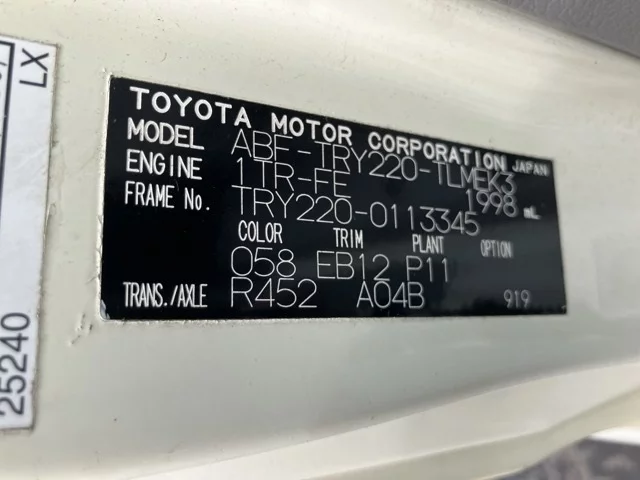 TOYOTA MOTOR CORPORATION JAPAN
MODEL ABF-TRY220-TLMEK3
ENGINE 1TR-FE 1998 mL
FRAME No. TRY220-0113345
COLOR TRIM PLANT OPTION
058 EB12 P11
TRANS./AXLE R452 A04B 919
LX
25240